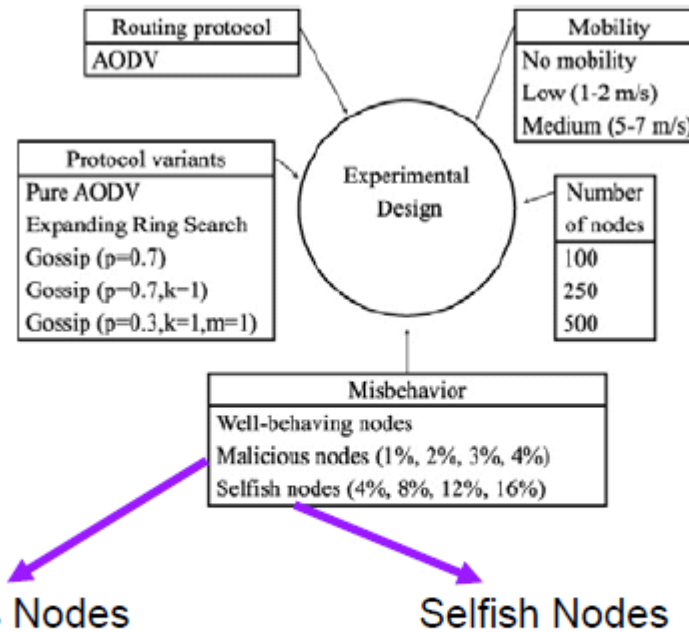 Routing protocol
AODV
Mobility
No mobility
Low (1-2 m/s)
Medium (5-7 m/s)
Protocol variants
Pure AODV
Expanding Ring Search
Gossip (p=0.7)
Gossip (p=0.7,k=1)
Gossip (p=0.3,k=1,m=1)
Experimental
Design
Number
of nodes
100
250
500
Misbehavior
Well-behaving nodes
Malicious nodes (1%, 2%, 3%, 4%)
Selfish nodes (4%, 8%, 12%, 16%)
Nodes
Selfish Nodes